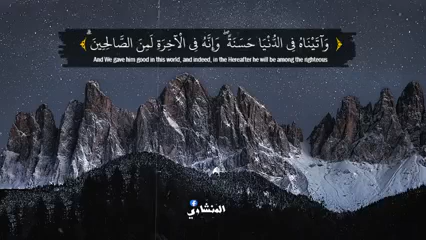 ﴿ وَآتَيْنَاهُ فِي الدُّنْيَا حَسَنَةً ۖ وَإِنَّهُ فِي الْآخِرَةِ لَمِنَ الصَّالِحِينَ ۗ ﴾
And We gave him good in this world, and indeed, in the Hereafter he will be among the righteous
المنشاوي